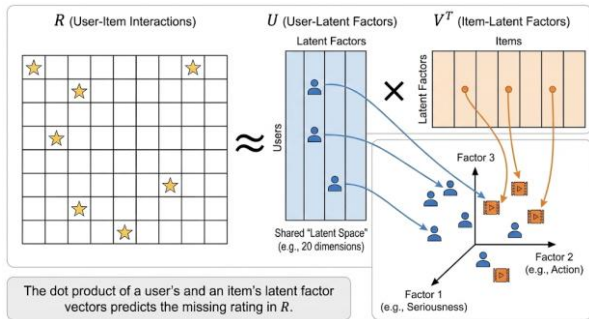 R (User-Item Interactions)
U (User-Latent Factors)
V^T (Item-Latent Factors)
Latent Factors
Items
Users
Latent Factors
≈
×
Shared "Latent Space"
(e.g., 20 dimensions)
Factor 3
Factor 2
(e.g., Action)
Factor 1
(e.g., Seriousness)
The dot product of a user's and an item's latent factor
vectors predicts the missing rating in R.